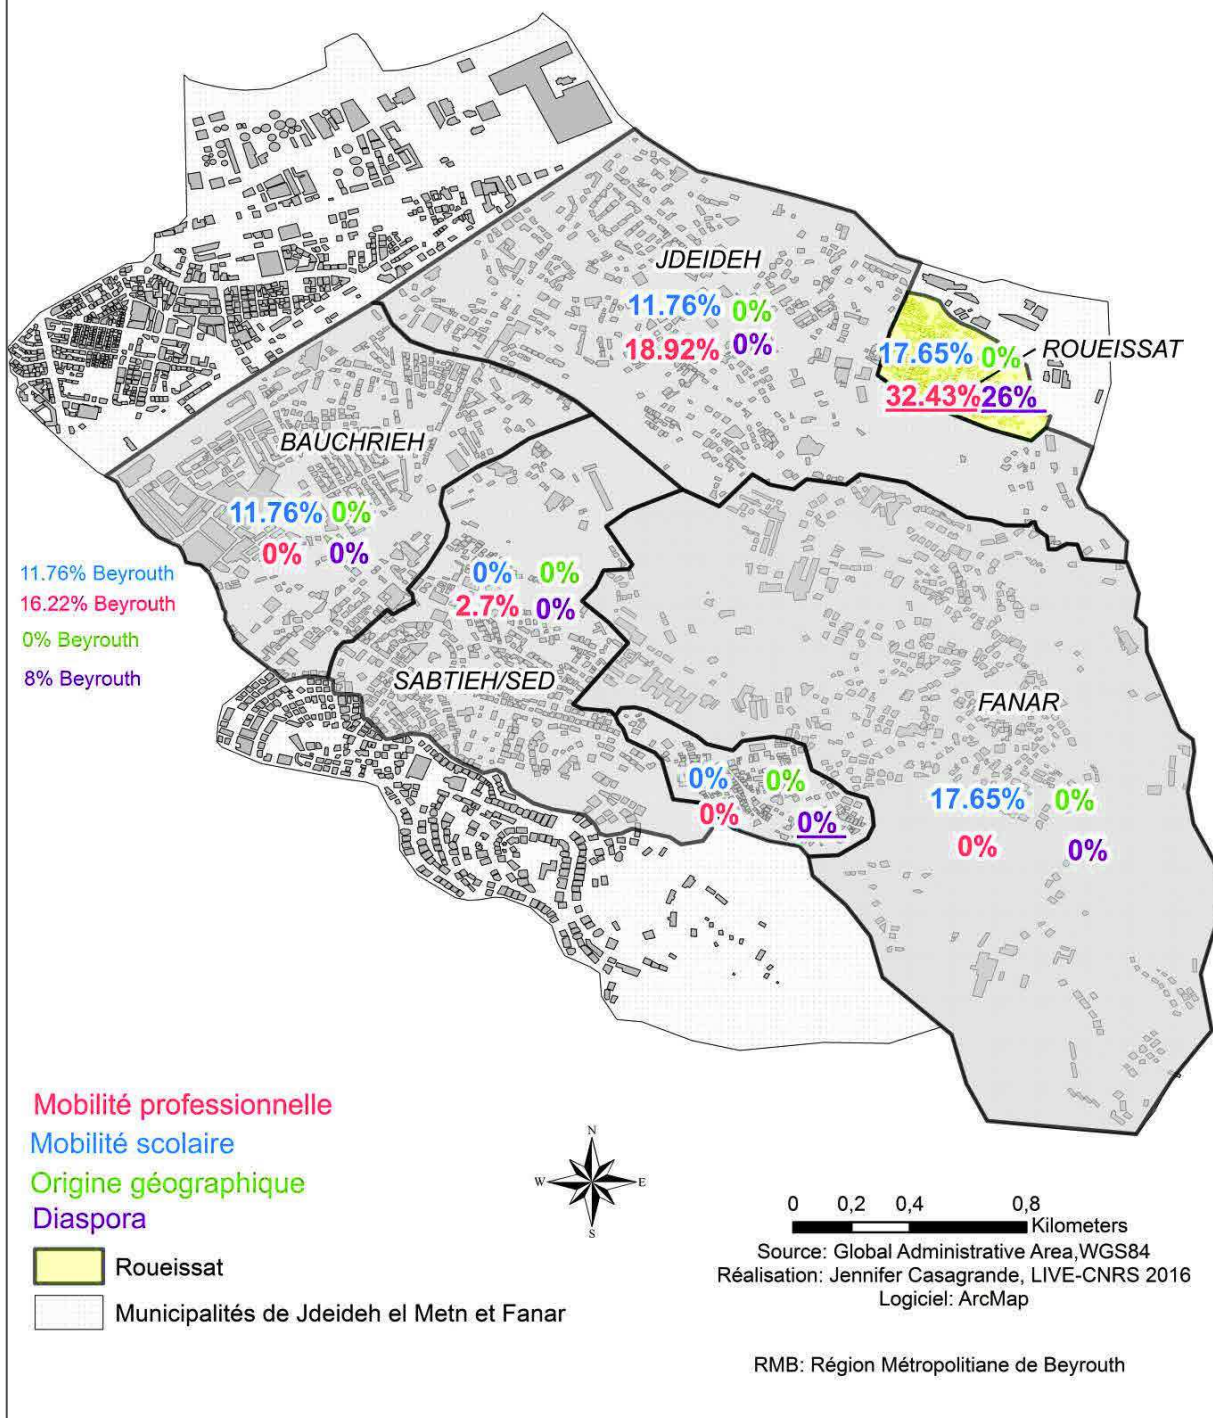 JDEIDEH
11.76% 0%
18.92% 0%
17.65% 0%
ROUEISSAT
32.43% 26%
BAUCHRIEH
11.76% 0%
0% 0%
11.76% Beyrouth
16.22% Beyrouth
0% Beyrouth
8% Beyrouth
0% 0%
2.7% 0%
SABTIEH/SED
FANAR
0% 0%
0% 0%
17.65% 0%
0% 0%
Mobilité professionnelle
Mobilité scolaire
Origine géographique
Diaspora
Roueissat
Municipalités de Jdeideh el Metn et Fanar
N
W E
S
0 0,2 0,4 0,8
Kilometers
Source: Global Administrative Area,WGS84
Réalisation: Jennifer Casagrande, LIVE-CNRS 2016
Logiciel: ArcMap
RMB: Région Métropolitiane de Beyrouth